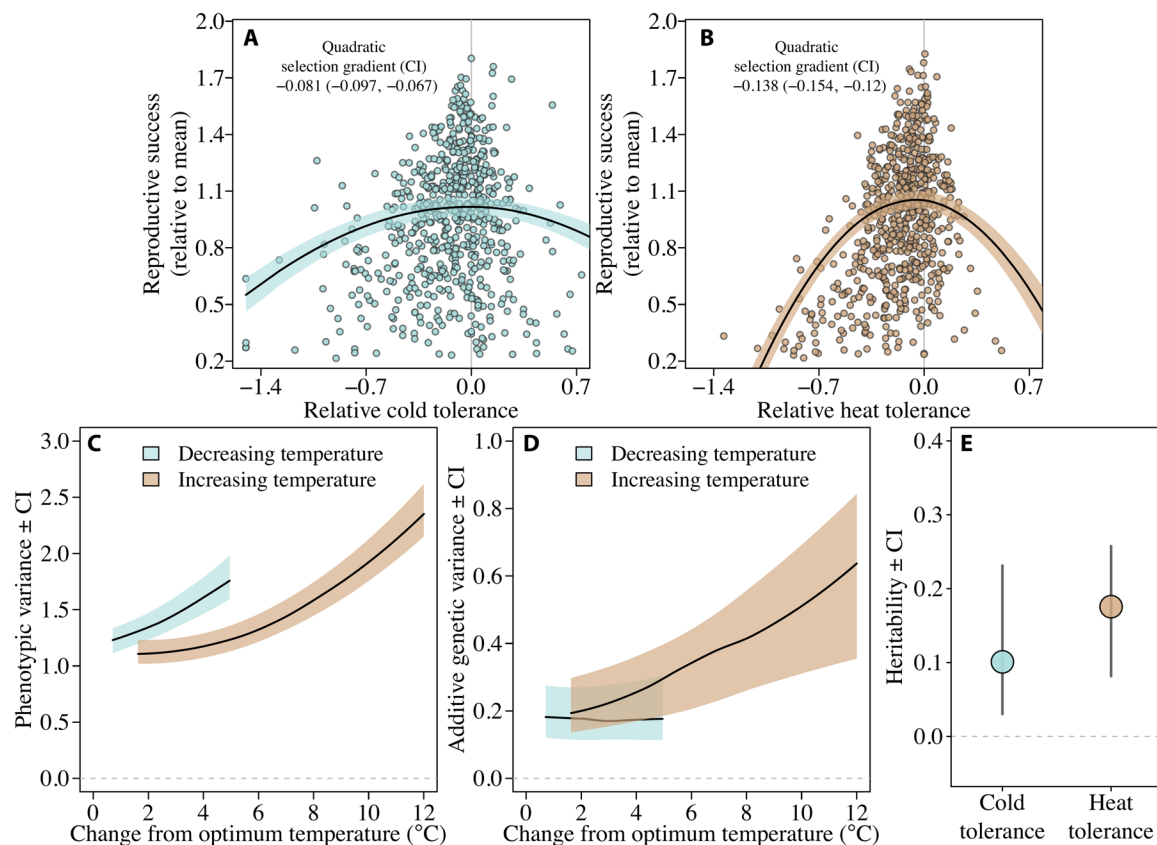 A
Quadratic
selection gradient (CI)
−0.081 (−0.097, −0.067)
2.0
1.7
1.4
1.1
0.8
0.5
0.2
Reproductive success
(relative to mean)
−1.4 −0.7 0.0 0.7
Relative cold tolerance
B
Quadratic
selection gradient (CI)
−0.138 (−0.154, −0.12)
2.0
1.7
1.4
1.1
0.8
0.5
0.2
Reproductive success
(relative to mean)
−1.4 −0.7 0.0 0.7
Relative heat tolerance
C
Decreasing temperature
Increasing temperature
3.0
2.5
2.0
1.5
1.0
0.5
0.0
Phenotypic variance ± CI
0 2 4 6 8 10 12
Change from optimum temperature (°C)
D
Decreasing temperature
Increasing temperature
1.0
0.8
0.6
0.4
0.2
0.0
Additive genetic variance ± CI
0 2 4 6 8 10 12
Change from optimum temperature (°C)
E
0.4
0.3
0.2
0.1
0.0
Heritability ± CI
Cold
tolerance
Heat
tolerance